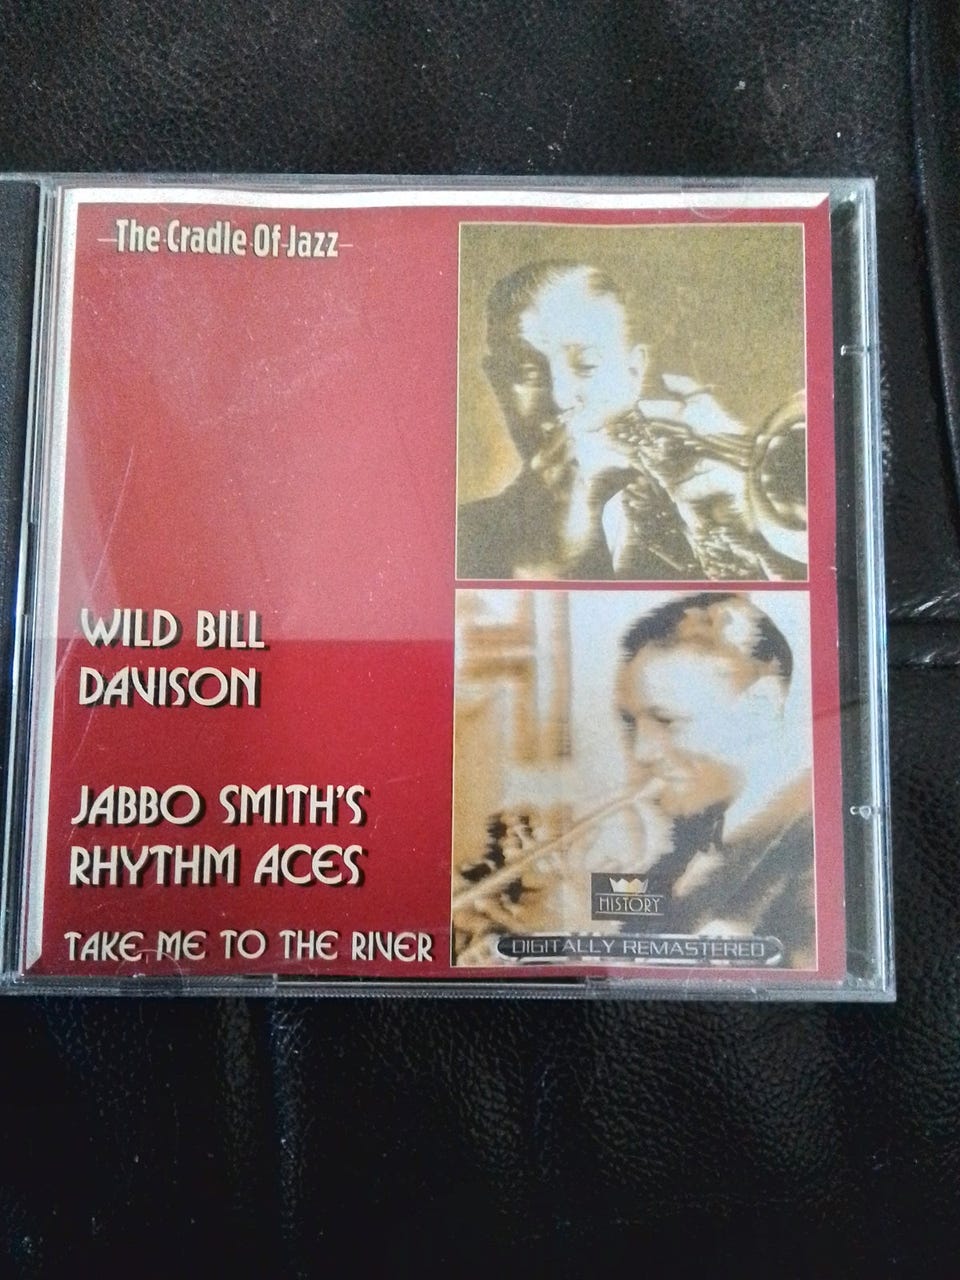 The Cradle Of Jazz
WILD BILL
DAVISON
JABBO SMITH'S
RHYTHM ACES
TAKE ME TO THE RIVER
HISTORY
DIGITALLY REMASTERED